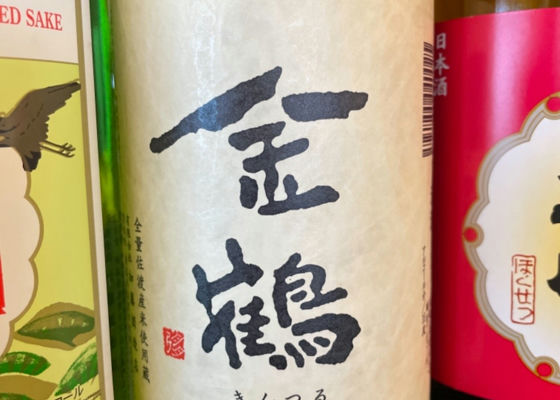 ED SAKE
金鶴
きんつる
全量佐渡産米使用蔵
日本酒
ほくせつ